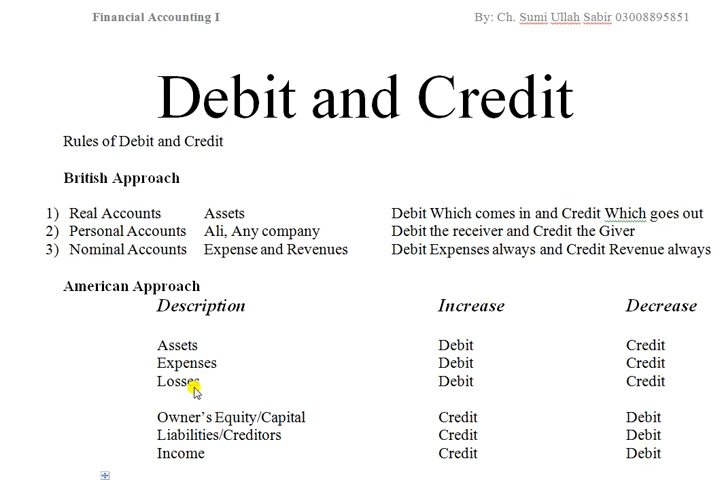 Financial Accounting I By: Ch. Sumi Ullah Sabir 03008895851
Debit and Credit
Rules of Debit and Credit
British Approach
1) Real Accounts Assets Debit Which comes in and Credit Which goes out
2) Personal Accounts Ali, Any company Debit the receiver and Credit the Giver
3) Nominal Accounts Expense and Revenues Debit Expenses always and Credit Revenue always
American Approach
Description Increase Decrease
Assets Debit Credit
Expenses Debit Credit
Losses Debit Credit
Owner's Equity/Capital Credit Debit
Liabilities/Creditors Credit Debit
Income Credit Debit